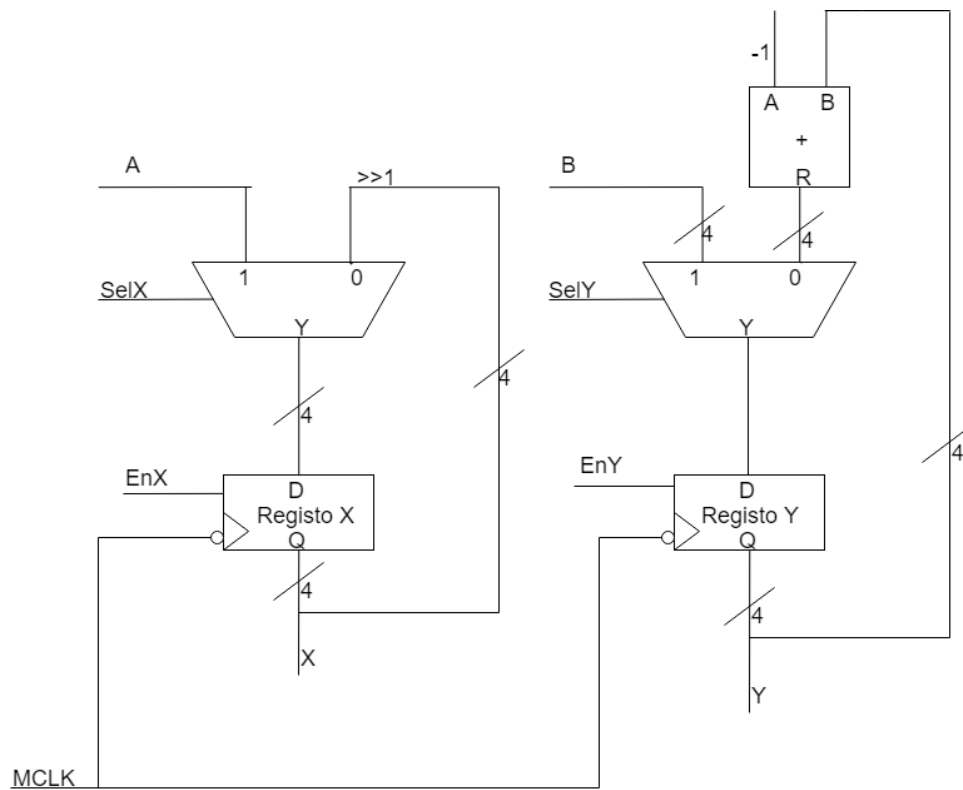 -1
A B
+
R
A
>>1
B
4
4
1 0
1 0
SelX
SelY
Y
Y
4
4
4
EnX
EnY
D
D
Registo X
Registo Y
Q
Q
4
4
X
Y
MCLK